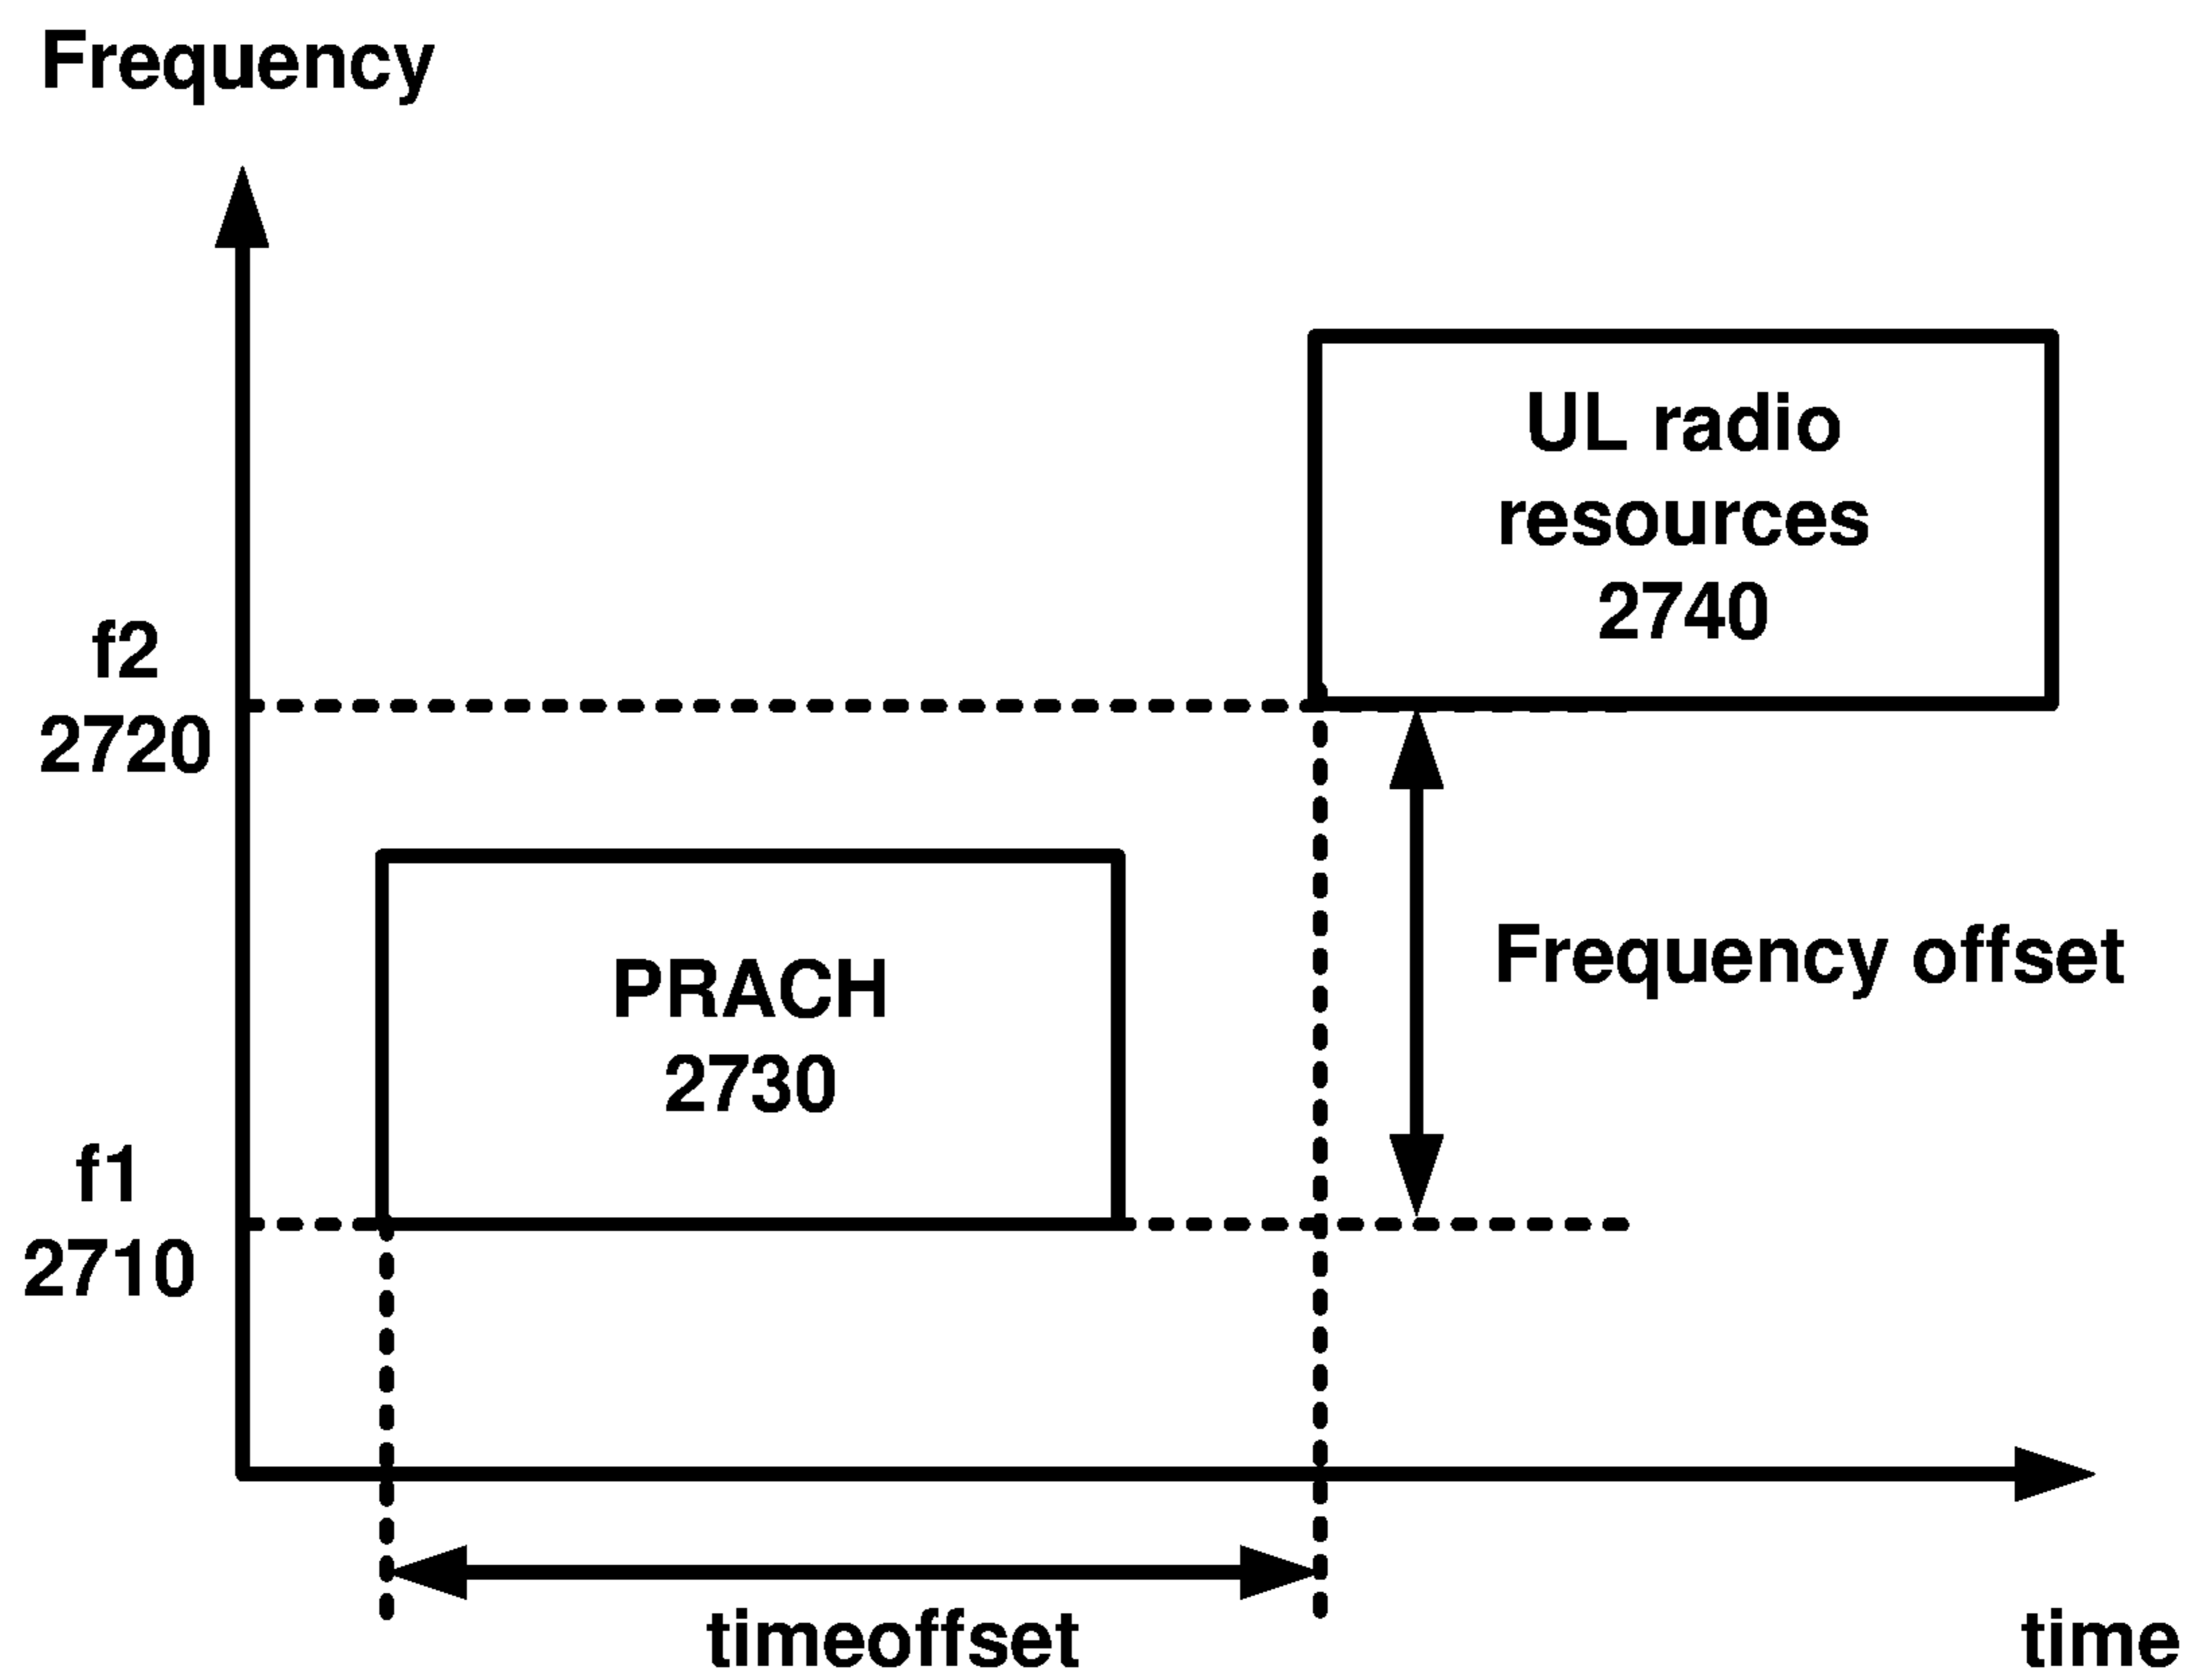 Frequency
UL radio
resources
2740
f2
2720
Frequency offset
PRACH
2730
f1
2710
timeoffset
time